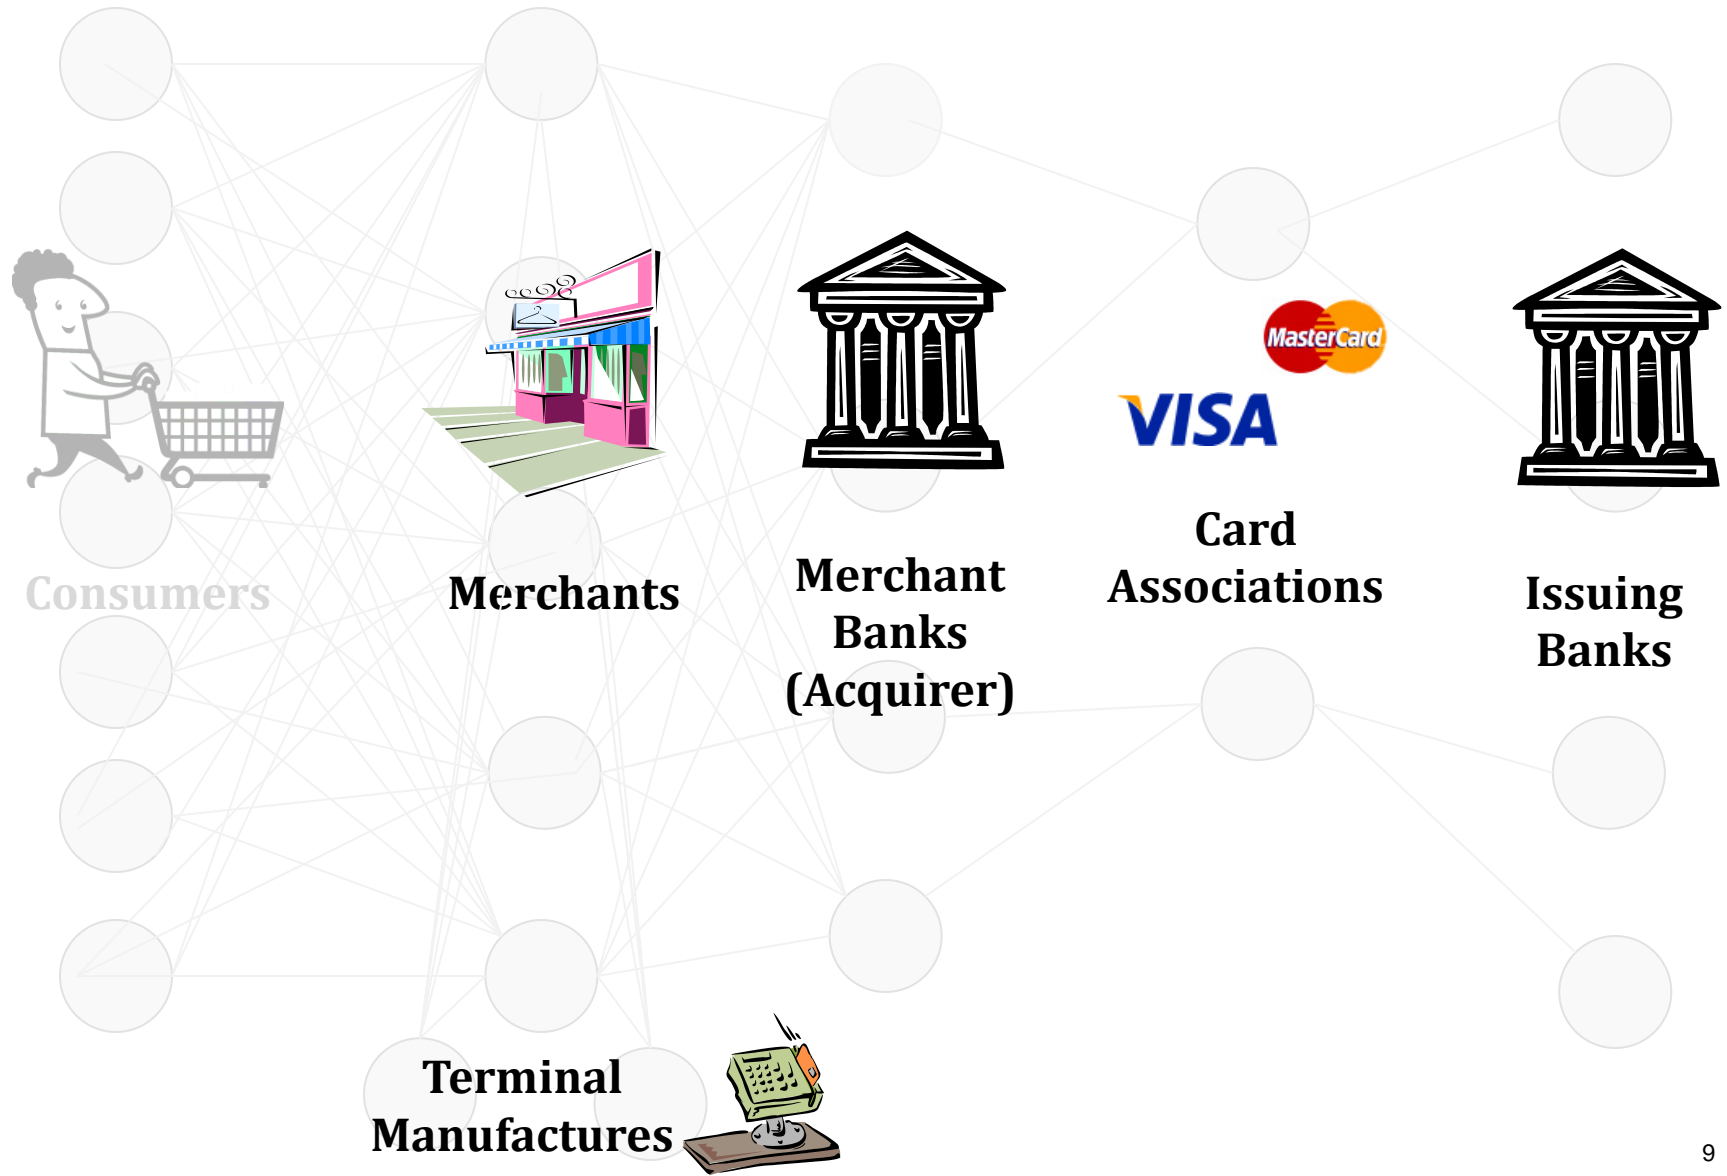 MasterCard
VISA
Consumers
Merchants
Merchant
Banks
(Acquirer)
Card
Associations
Issuing
Banks
Terminal
Manufactures
9